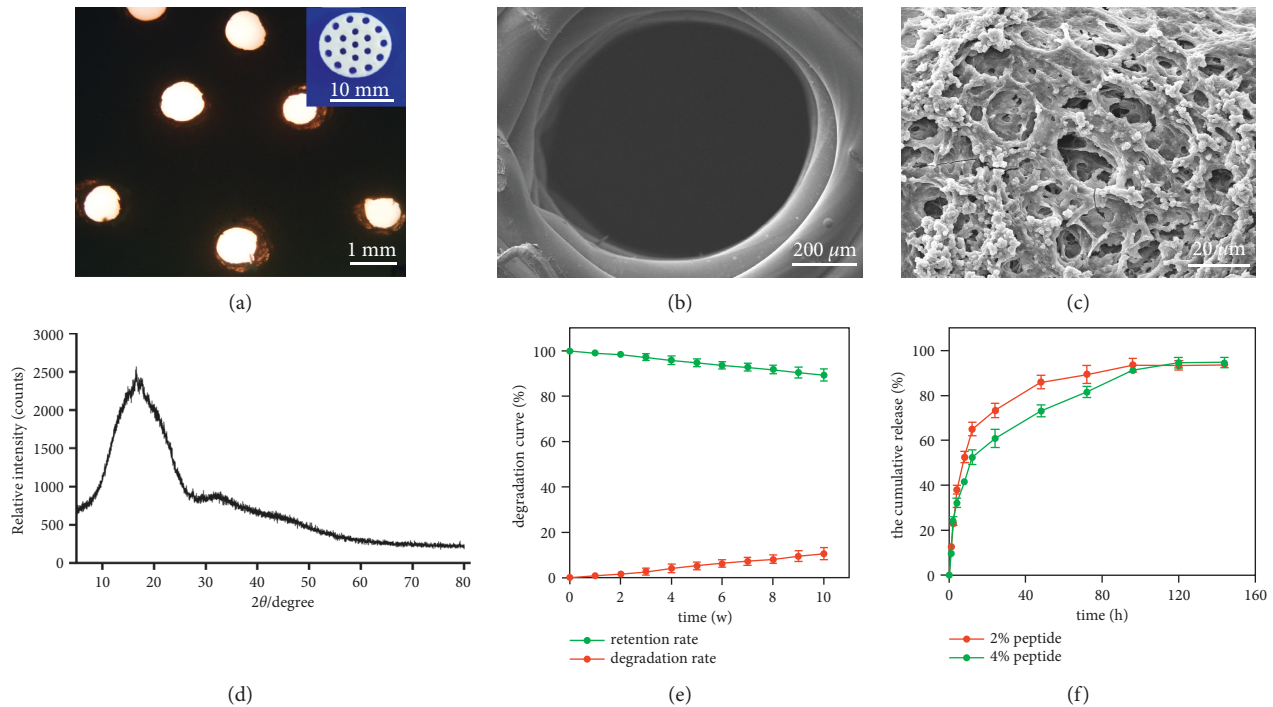 10 mm
1 mm
(a)
200 µm
(b)
20 µm
(c)
3000
2500
2000
1500
1000
500
0
Relative intensity (counts)
10 20 30 40 50 60 70 80
2θ/degree
(d)
100
80
60
40
20
0
degradation curve (%)
0 2 4 6 8 10
time (w)
retention rate
degradation rate
(e)
100
80
60
40
20
0
the cumulative release (%)
0 40 80 120 160
time (h)
2% peptide
4% peptide
(f)